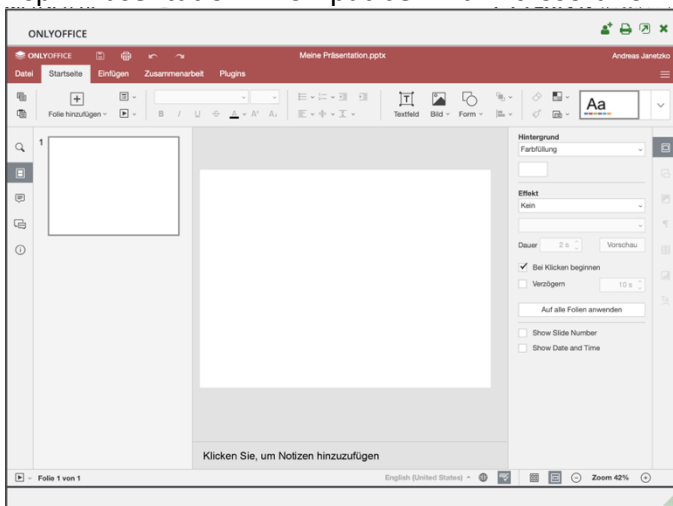 ONLYOFFICE
ONLYOFFICE Meine Präsentation.pptx Andreas Janetzko
Datei Startseite Einfügen Zusammenarbeit Plugins
Folie hinzufügen B I U S A A A Textfeld Bild Form Aa
1
Hintergrund
Farbfüllung
Effekt
Kein
Dauer 2 s Vorschau
Bei Klicken beginnen
Verzögern 10 s
Auf alle Folien anwenden
Show Slide Number
Show Date and Time
Klicken Sie, um Notizen hinzuzufügen
Folie 1 von 1 English (United States) Zoom 42%